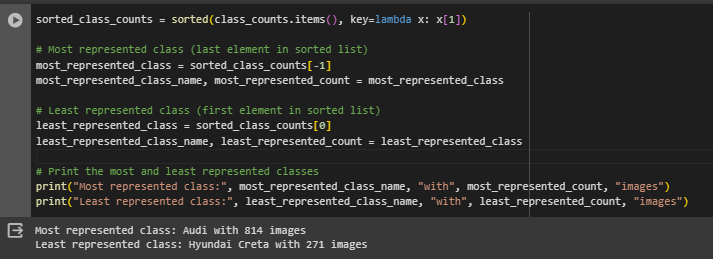 sorted_class_counts = sorted(class_counts.items(), key=lambda x: x[1])
# Most represented class (last element in sorted list)
most_represented_class = sorted_class_counts[-1]
most_represented_class_name, most_represented_count = most_represented_class
# Least represented class (first element in sorted list)
least_represented_class = sorted_class_counts[0]
least_represented_class_name, least_represented_count = least_represented_class
# Print the most and least represented classes
print("Most represented class:", most_represented_class_name, "with", most_represented_count, "images")
print("Least represented class:", least_represented_class_name, "with", least_represented_count, "images")
Most represented class: Audi with 814 images
Least represented class: Hyundai Creta with 271 images